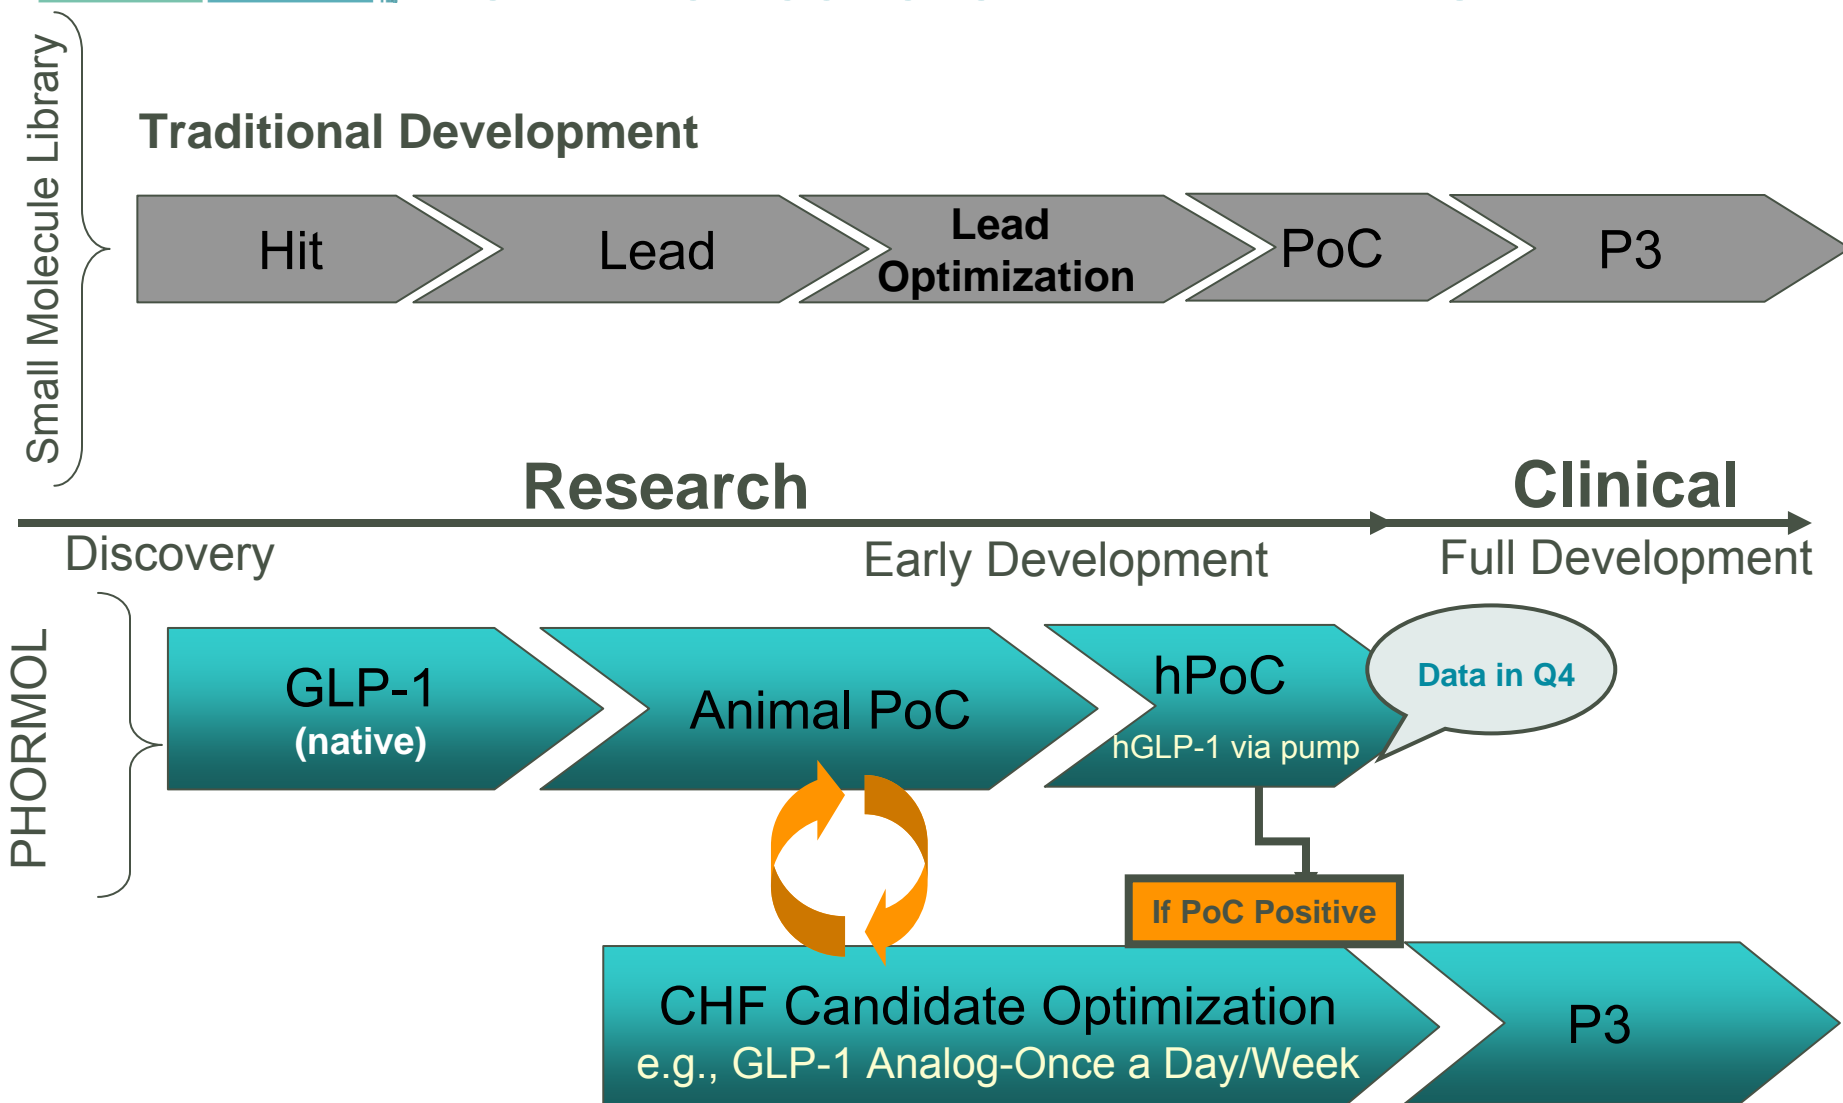 Small Molecule Library
Traditional Development
Hit
Lead
Lead
Optimization
PoC
P3
Research
Clinical
Discovery
Early Development
Full Development
PHORMOL
GLP-1
(native)
Animal PoC
hPoC
hGLP-1 via pump
Data in Q4
If PoC Positive
CHF Candidate Optimization
e.g., GLP-1 Analog-Once a Day/Week
P3